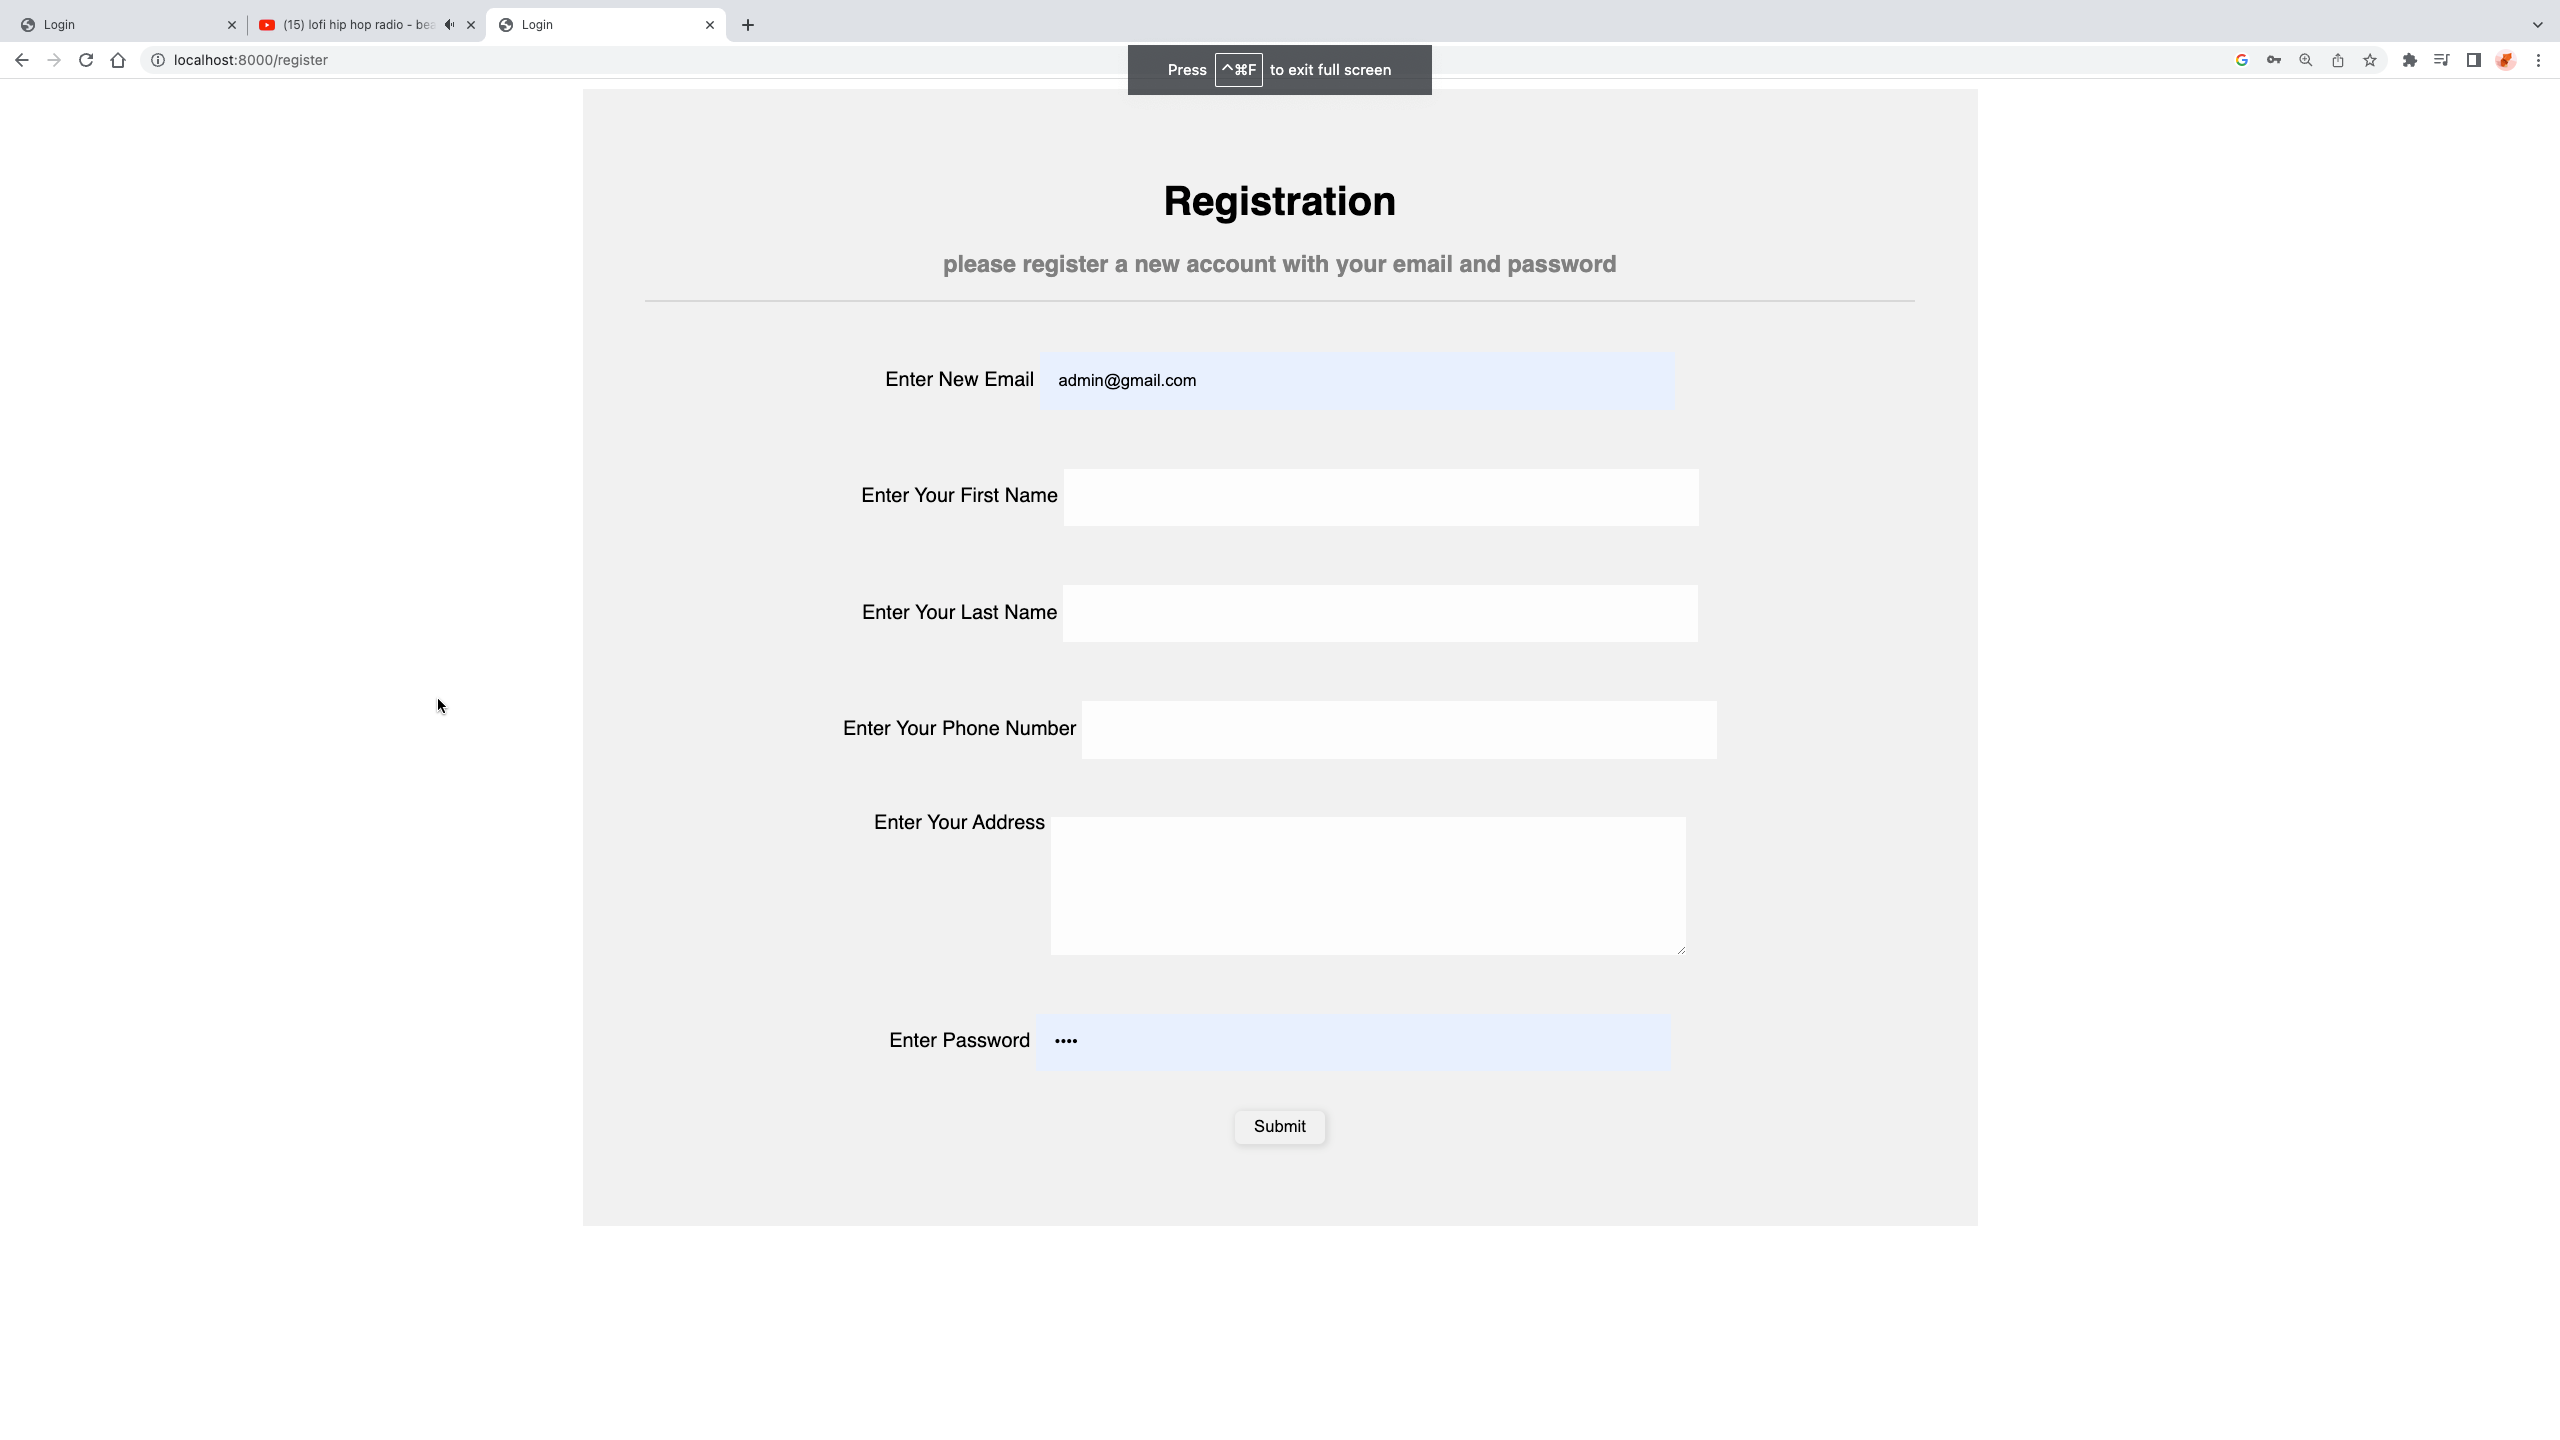 Login
(15) lofi hip hop radio - bea
Login
localhost:8000/register
Press ^⌘F to exit full screen
Registration
please register a new account with your email and password
Enter New Email admin@gmail.com
Enter Your First Name
Enter Your Last Name
Enter Your Phone Number
Enter Your Address
Enter Password ••••
Submit